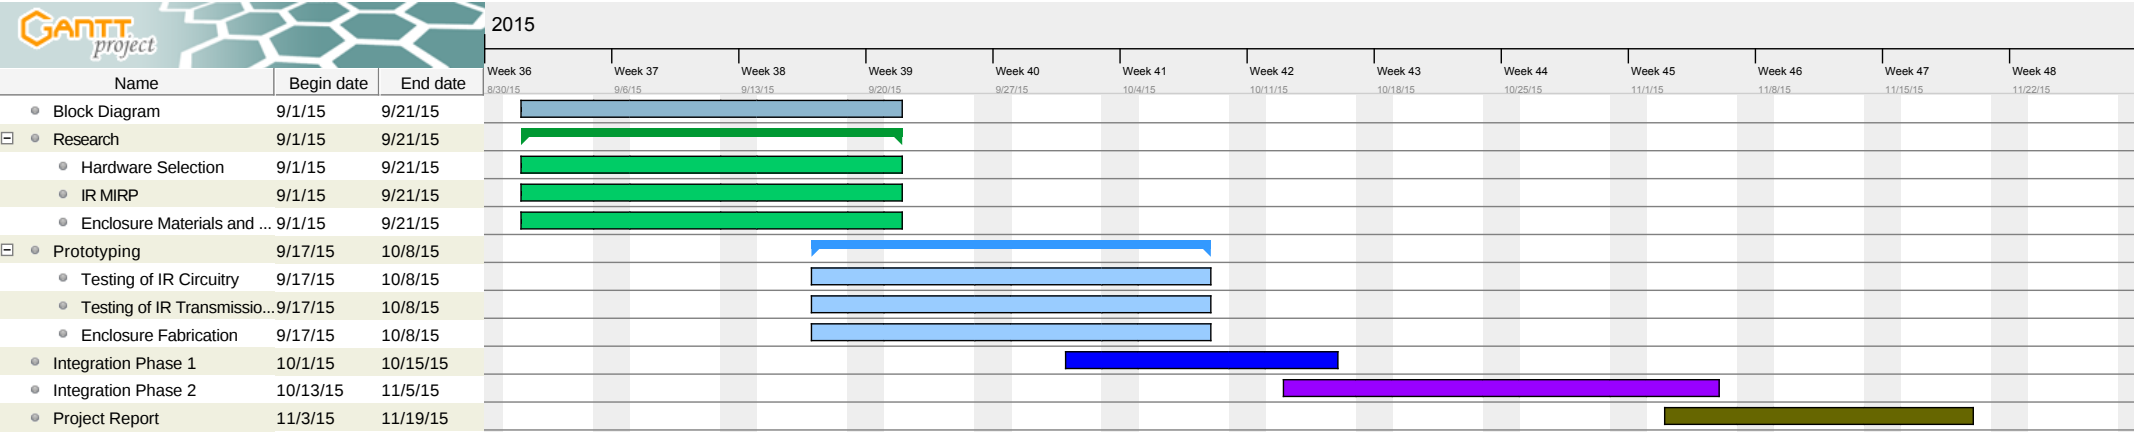 GANTT
project
2015
Week 36 Week 37 Week 38 Week 39 Week 40 Week 41 Week 42 Week 43 Week 44 Week 45 Week 46 Week 47 Week 48
Name Begin date End date
8/30/15 9/6/15 9/13/15 9/20/15 9/27/15 10/4/15 10/11/15 10/18/15 10/25/15 11/1/15 11/8/15 11/15/15 11/22/15
Block Diagram 9/1/15 9/21/15
Research 9/1/15 9/21/15
Hardware Selection 9/1/15 9/21/15
IR MIRP 9/1/15 9/21/15
Enclosure Materials and ... 9/1/15 9/21/15
Prototyping 9/17/15 10/8/15
Testing of IR Circuitry 9/17/15 10/8/15
Testing of IR Transmissio... 9/17/15 10/8/15
Enclosure Fabrication 9/17/15 10/8/15
Integration Phase 1 10/1/15 10/15/15
Integration Phase 2 10/13/15 11/5/15
Project Report 11/3/15 11/19/15